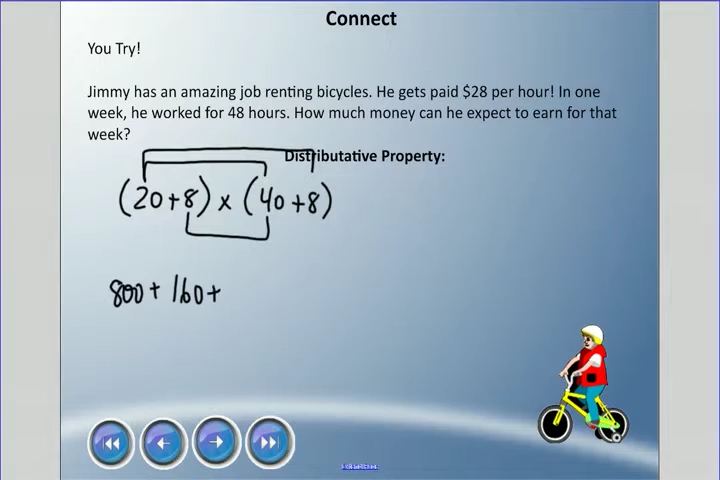 Connect
You Try!
Jimmy has an amazing job renting bicycles. He gets paid $28 per hour! In one
week, he worked for 48 hours. How much money can he expect to earn for that
week?
Distributative Property:
(20+8) x (40+8)
800+ 160+